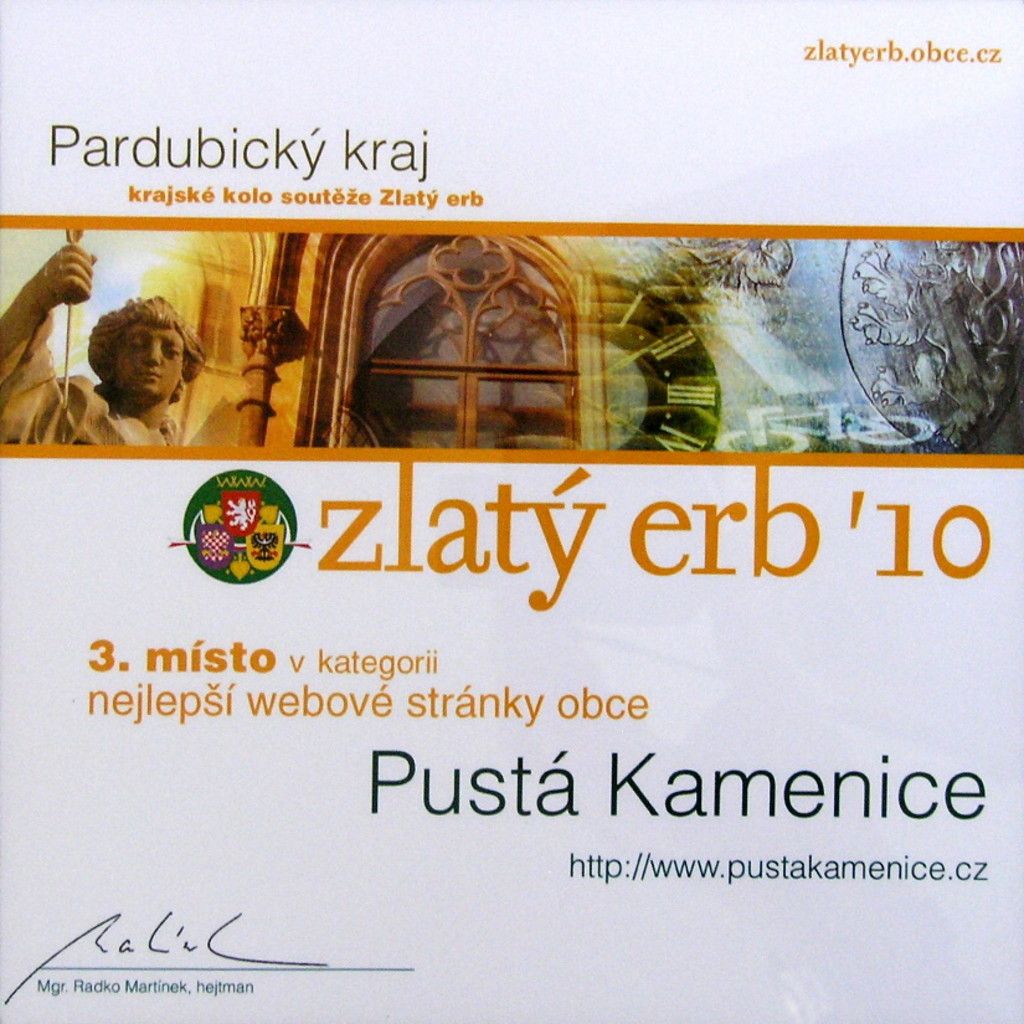 zlatyerb.obce.cz
Pardubický kraj
krajské kolo soutěže Zlatý erb
zlatý erb '10
3. místo v kategorii
nejlepší webové stránky obce
Pustá Kamenice
http://www.pustakamenice.cz
Mgr. Radko Martínek, hejtman